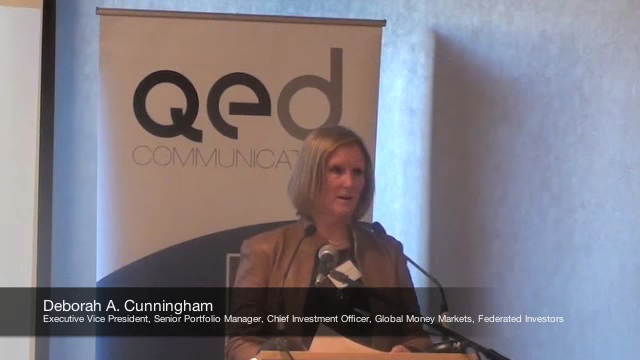 qed
COMMUNICAT
Deborah A. Cunningham
Executive Vice President, Senior Portfolio Manager, Chief Investment Officer, Global Money Markets, Federated Investors